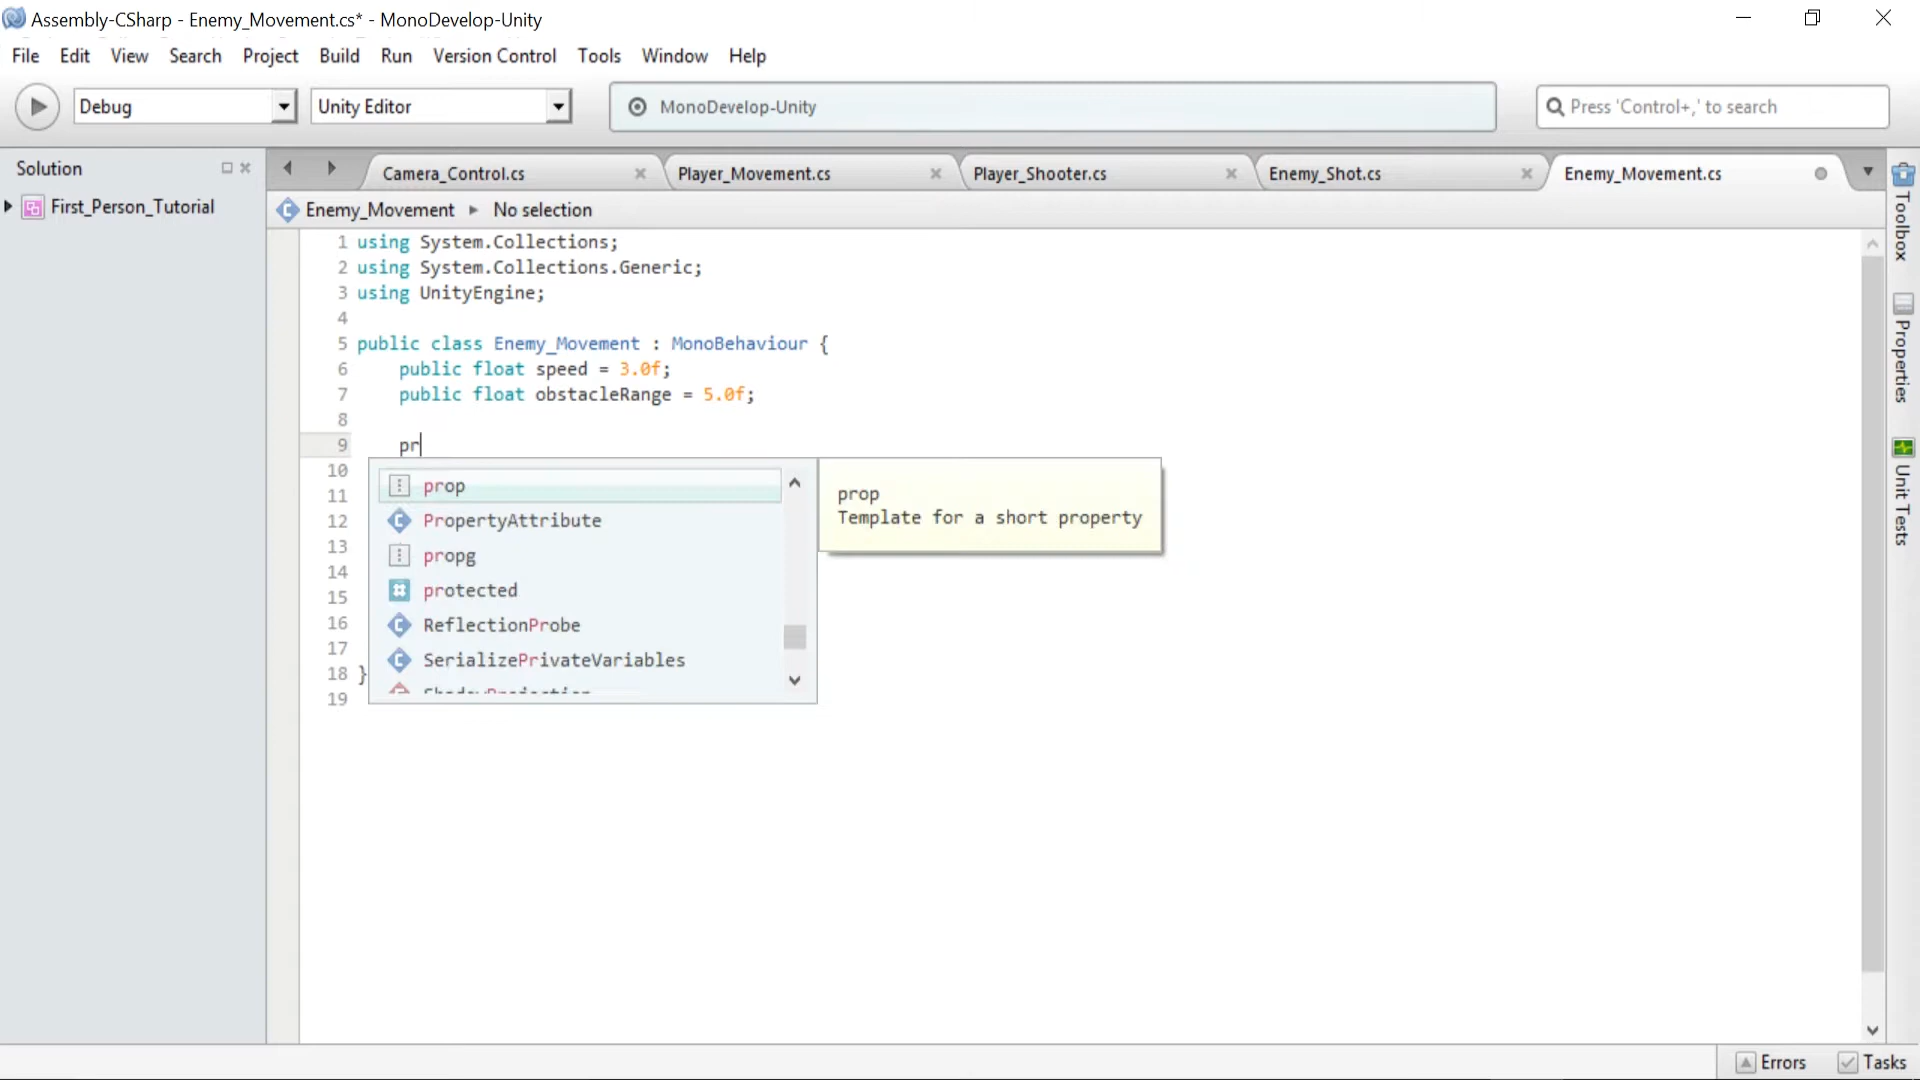 Assembly-CSharp - Enemy_Movement.cs* - MonoDevelop-Unity
File Edit View Search Project Build Run Version Control Tools Window Help
Debug Unity Editor MonoDevelop-Unity Press 'Control+,' to search
Solution
Camera_Control.cs Player_Movement.cs Player_Shooter.cs Enemy_Shot.cs Enemy_Movement.cs
First_Person_Tutorial
Enemy_Movement No selection
1 using System.Collections;
2 using System.Collections.Generic;
3 using UnityEngine;
4
5 public class Enemy_Movement : MonoBehaviour {
6 public float speed = 3.0f;
7 public float obstacleRange = 5.0f;
8
9 pr
10
11
12
13
14
15
16
17
18 }
19
prop
PropertyAttribute
propg
protected
ReflectionProbe
SerializePrivateVariables
prop
Template for a short property
Toolbox
Properties
Unit Tests
Errors Tasks